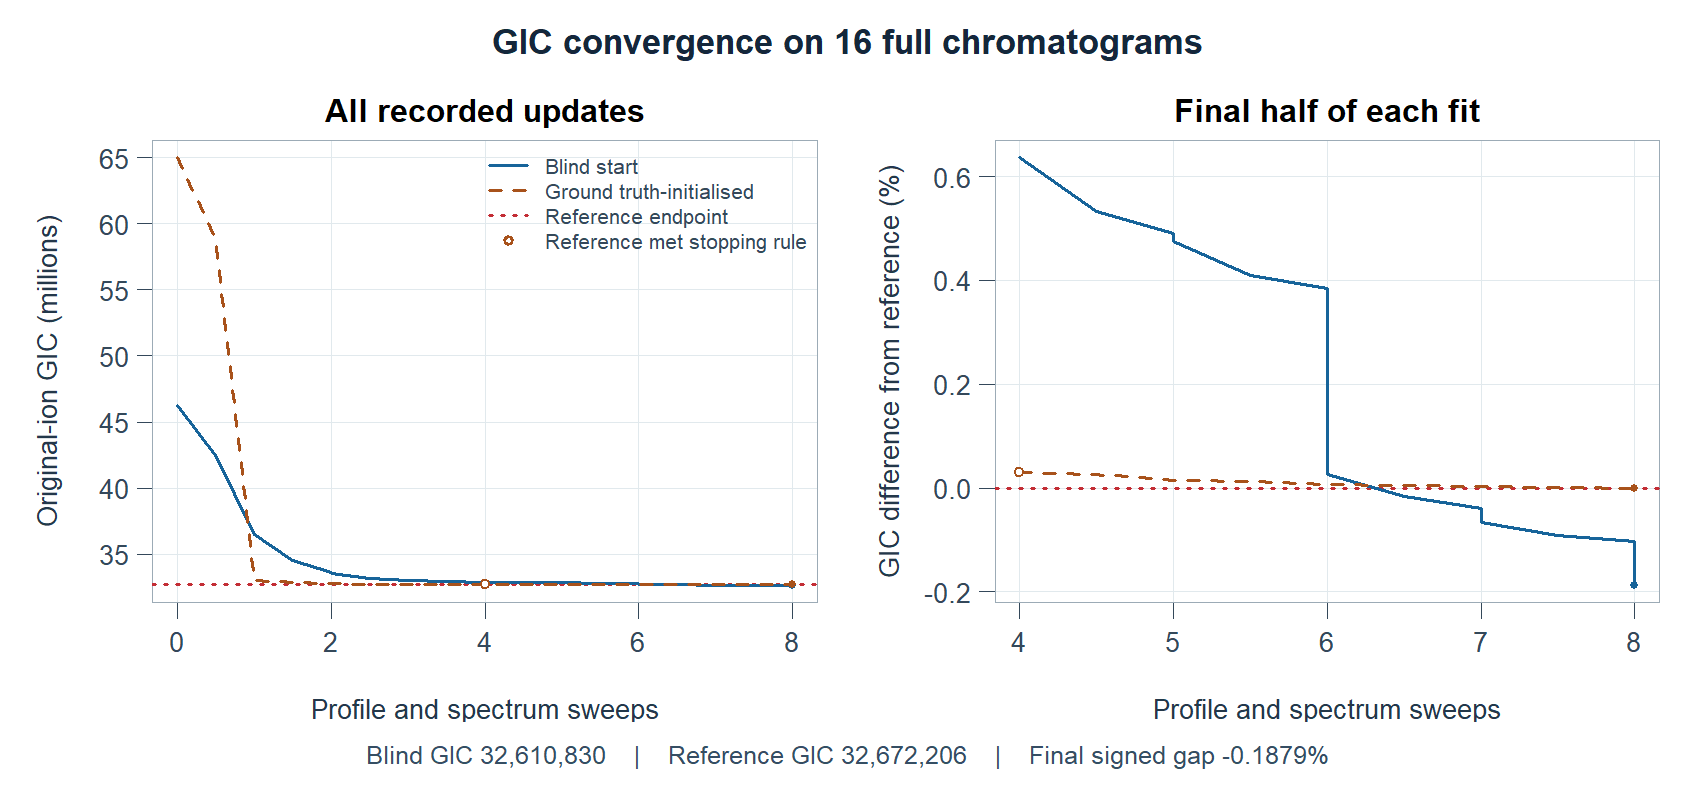 GIC convergence on 16 full chromatograms
All recorded updates
Original-ion GIC (millions)
65
60
55
50
45
40
35
0 2 4 6 8
Blind start
Ground truth-initialised
Reference endpoint
Reference met stopping rule
Profile and spectrum sweeps
Final half of each fit
GIC difference from reference (%)
0.6
0.4
0.2
0.0
-0.2
4 5 6 7 8
Profile and spectrum sweeps
Blind GIC 32,610,830 | Reference GIC 32,672,206 | Final signed gap -0.1879%